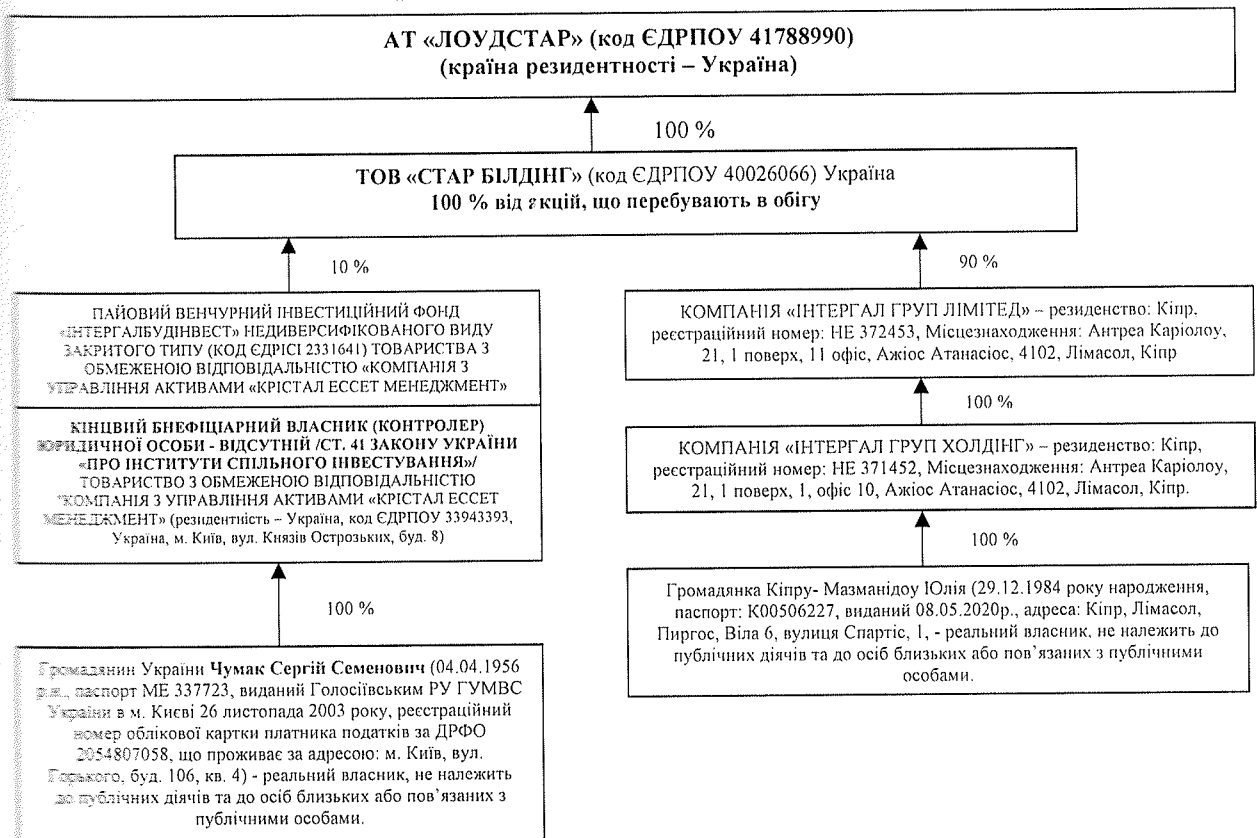 АТ «ЛОУДСТАР» (код ЄДРПОУ 41788990)
(країна резидентності – Україна)
100 %
ТОВ «СТАР БІЛДІНГ» (код ЄДРПОУ 40026066) Україна
100 % від акцій, що перебувають в обігу
10 %
ПАЙОВИЙ ВЕНЧУРНИЙ ІНВЕСТИЦІЙНИЙ ФОНД
«ІНТЕРГАЛБУДІНВЕСТ» НЕДИВЕРСИФІКОВАНОГО ВИДУ
ЗАКРИТОГО ТИПУ (КОД ЄДРІСІ 2331641) ТОВАРИСТВА З
ОБМЕЖЕНОЮ ВІДПОВІДАЛЬНІСТЮ «КОМПАНІЯ З
УПРАВЛІННЯ АКТИВАМИ «КРІСТАЛ ЕССЕТ МЕНЕДЖМЕНТ»
КІНЦВИЙ БНЕФІЦІАРНИЙ ВЛАСНИК (КОНТРОЛЕР)
ЮРИДИЧНОЇ ОСОБИ - ВІДСУТНІЙ /СТ. 41 ЗАКОНУ УКРАЇНИ
«ПРО ІНСТИТУТИ СПІЛЬНОГО ІНВЕСТУВАННЯ»/
ТОВАРИСТВО З ОБМЕЖЕНОЮ ВІДПОВІДАЛЬНІСТЮ
"КОМПАНІЯ З УПРАВЛІННЯ АКТИВАМИ «КРІСТАЛ ЕССЕТ
МЕНЕДЖМЕНТ» (резидентність – Україна, код ЄДРПОУ 33943393,
Україна, м. Київ, вул. Князів Острозьких, буд. 8)
100 %
Громадянин України Чумак Сергій Семенович (04.04.1956
р.н., паспорт МЕ 337723, виданий Голосіївським РУ ГУМВС
України в м. Києві 26 листопада 2003 року, реєстраційний
номер облікової картки платника податків за ДРФО
2054807058, що проживає за адресою: м. Київ, вул.
Горького, буд. 106, кв. 4) - реальний власник, не належить
до публічних діячів та до осіб близьких або пов’язаних з
публічними особами.
90 %
КОМПАНІЯ «ІНТЕРГАЛ ГРУП ЛІМІТЕД» – резиденство: Кіпр,
реєстраційний номер: НЕ 372453, Місцезнаходження: Антреа Каріолоу,
21, 1 поверх, 11 офіс, Ажіос Атанасіос, 4102, Лімасол, Кіпр
100 %
КОМПАНІЯ «ІНТЕРГАЛ ГРУП ХОЛДІНГ» – резиденство: Кіпр,
реєстраційний номер: НЕ 371452, Місцезнаходження: Антреа Каріолоу,
21, 1 поверх, 1, офіс 10, Ажіос Атанасіос, 4102, Лімасол, Кіпр.
100 %
Громадянка Кіпру- Мазманідоу Юлія (29.12.1984 року народження,
паспорт: К00506227, виданий 08.05.2020р., адреса: Кіпр, Лімасол,
Пиргос, Віла 6, вулиця Спартіс, 1, - реальний власник, не належить до
публічних діячів та до осіб близьких або пов’язаних з публічними
особами.